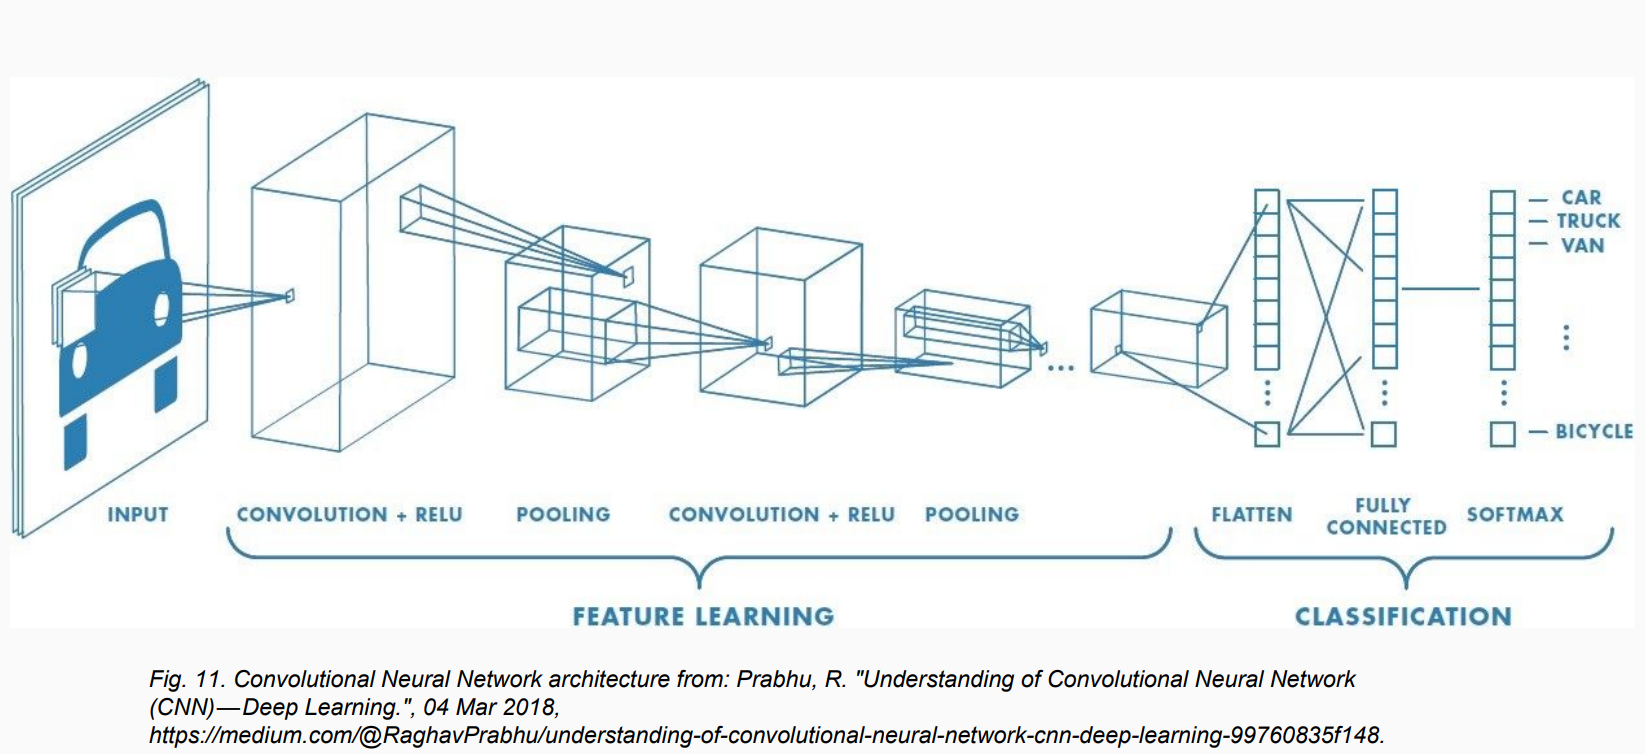 CAR
TRUCK
VAN
BICYCLE
INPUT
CONVOLUTION + RELU
POOLING
CONVOLUTION + RELU
POOLING
FLATTEN
FULLY
CONNECTED
SOFTMAX
FEATURE LEARNING
CLASSIFICATION
Fig. 11. Convolutional Neural Network architecture from: Prabhu, R. "Understanding of Convolutional Neural Network
(CNN) — Deep Learning.", 04 Mar 2018,
https://medium.com/@RaghavPrabhu/understanding-of-convolutional-neural-network-cnn-deep-learning-99760835f148.